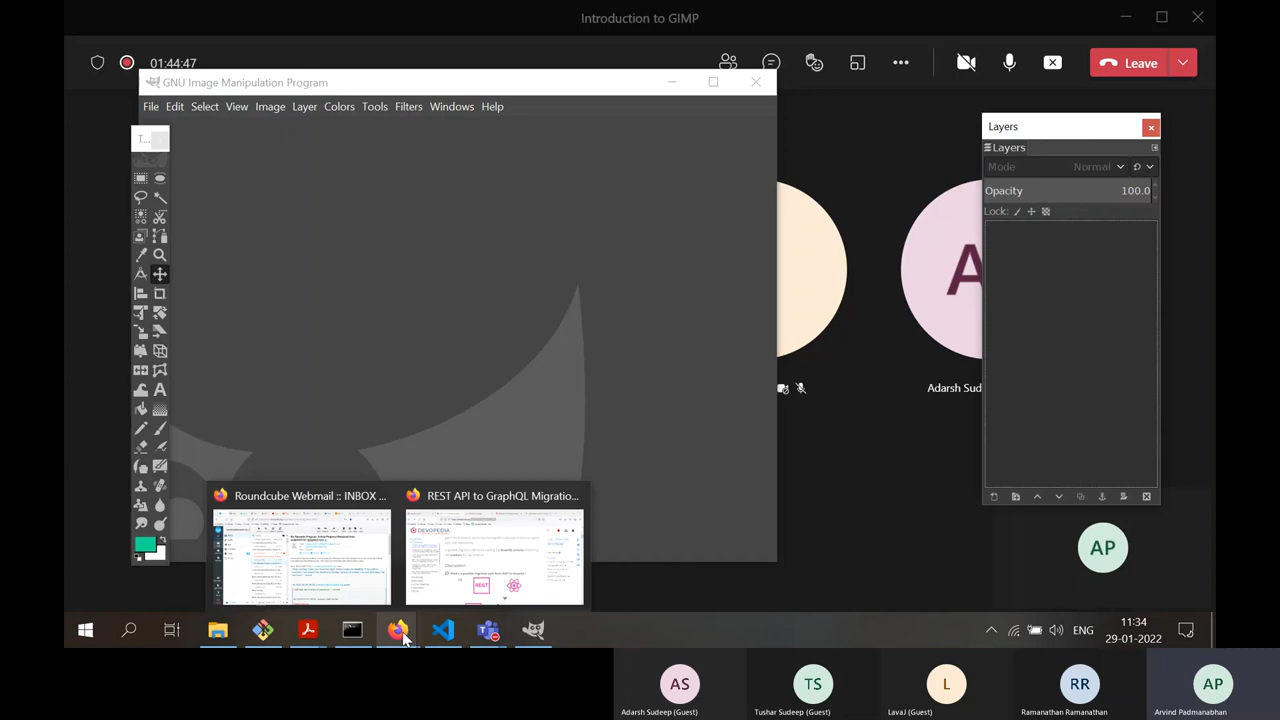 Introduction to GIMP
01:44:47
Leave
GNU Image Manipulation Program
File Edit Select View Image Layer Colors Tools Filters Windows Help
T...
Layers
Layers
Mode Normal
Opacity 100.0
Lock:
A
Adarsh Sud
Roundcube Webmail :: INBOX ...
REST API to GraphQL Migratio...
DEVOPEDIA
REST
AP
ENG
11:34
29-01-2022
AS
TS
L
RR
AP
Adarsh Sudeep (Guest)
Tushar Sudeep (Guest)
LavaJ (Guest)
Ramanathan Ramanathan
Arvind Padmanabhan